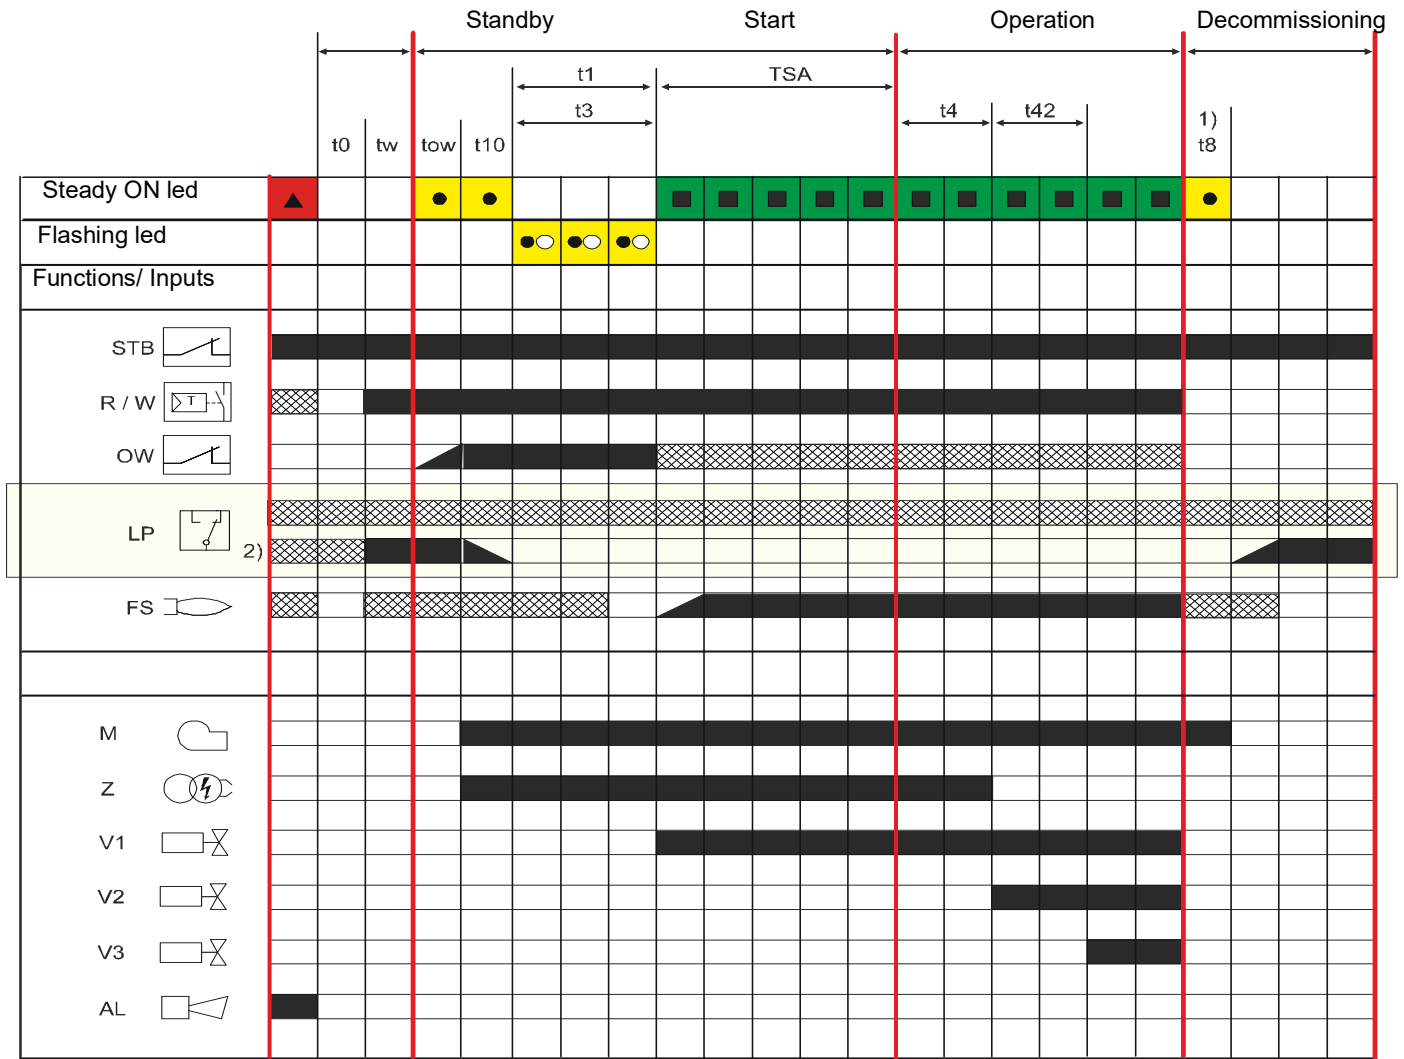 Standby Start Operation Decommissioning
t1 TSA
t3 t4 t42 1)
t0 tw tow t10 t8
Steady ON led
Flashing led
Functions/ Inputs
STB
R / W T
OW
LP
2)
FS
M
Z
V1
V2
V3
AL